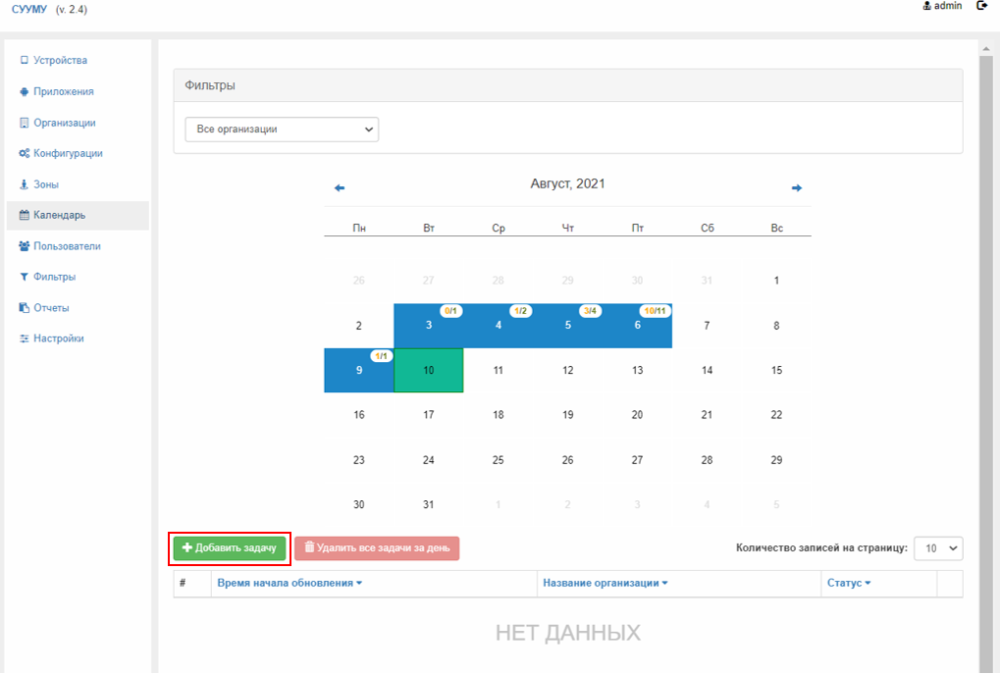 СУУМУ (v. 2.4)
admin
Устройства
Приложения
Организации
Конфигурации
Зоны
Календарь
Пользователи
Фильтры
Отчеты
Настройки
Фильтры
Все организации
Август, 2021
Пн Вт Ср Чт Пт Сб Вс
26 27 28 29 30 31 1
0/1 1/2 3/4 10/11
2 3 4 5 6 7 8
1/1
9 10 11 12 13 14 15
16 17 18 19 20 21 22
23 24 25 26 27 28 29
30 31 1 2 3 4 5
Добавить задачу Удалить все задачи за день Количество записей на страницу: 10
# Время начала обновления Название организации Статус
НЕТ ДАННЫХ